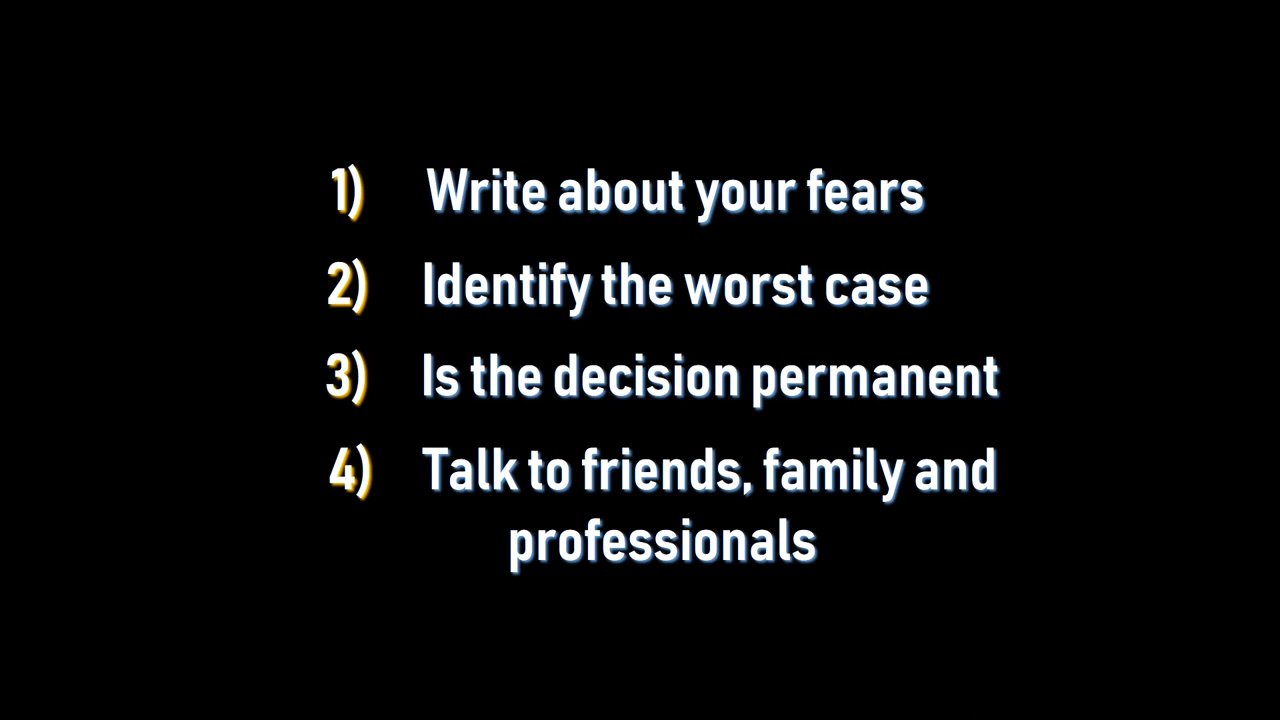 1) Write about your fears
2) Identify the worst case
3) Is the decision permanent
4) Talk to friends, family and
professionals